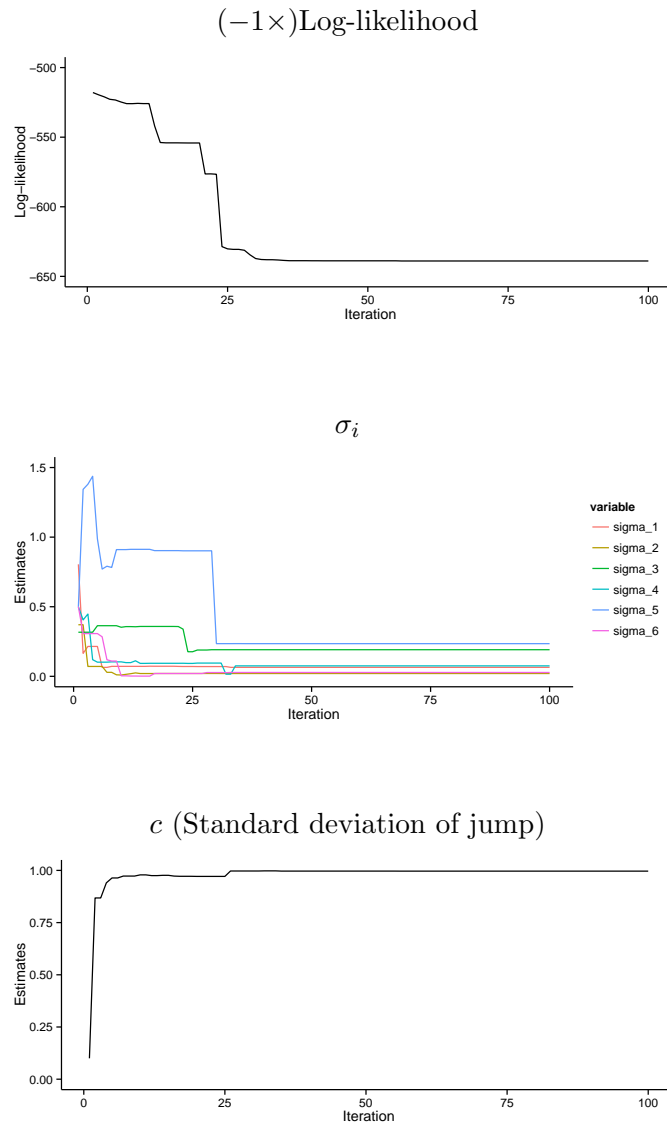 (−1×)Log-likelihood
−500
−550
−600
−650
Log−likelihood
0 25 50 75 100
Iteration
σi
1.5
1.0
0.5
0.0
Estimates
0 25 50 75 100
Iteration
variable
sigma_1
sigma_2
sigma_3
sigma_4
sigma_5
sigma_6
c (Standard deviation of jump)
1.00
0.75
0.50
0.25
0.00
Estimates
0 25 50 75 100
Iteration